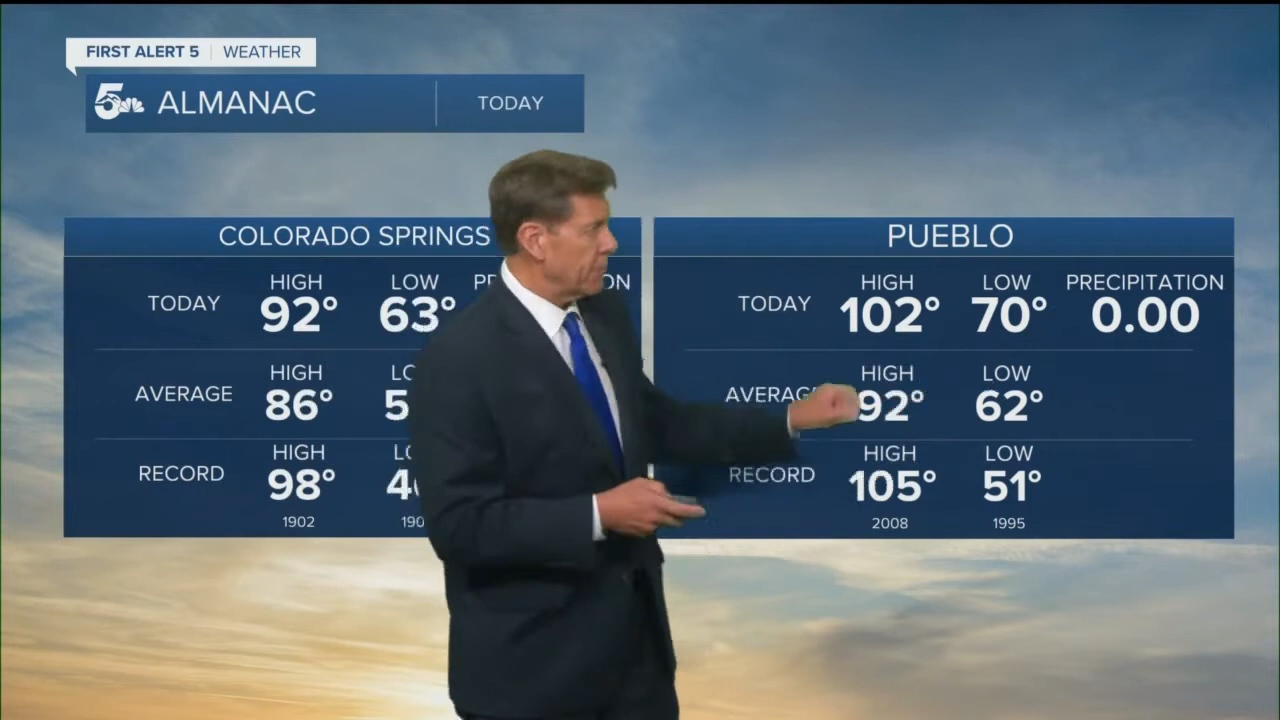 FIRST ALERT 5 | WEATHER
5 ALMANAC TODAY
COLORADO SPRINGS
HIGH LOW
TODAY 92° 63°
HIGH
AVERAGE 86°
HIGH
RECORD 98°
1902
PUEBLO
HIGH LOW PRECIPITATION
TODAY 102° 70° 0.00
HIGH LOW
92° 62°
HIGH LOW
RECORD 105° 51°
2008 1995